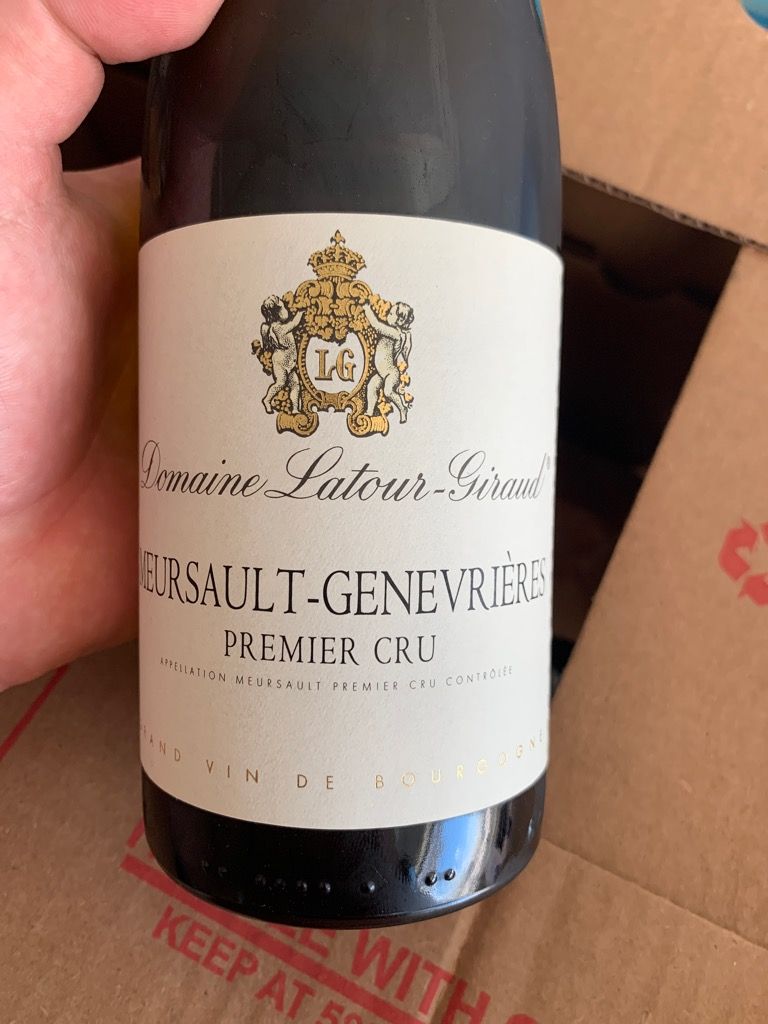 LG
Domaine Latour-Giraud
MEURSAULT-GENEVRIÈRES
PREMIER CRU
APPELLATION MEURSAULT PREMIER CRU CONTRÔLÉE
GRAND VIN DE BOURGOGNE
WITH
KEEP AT